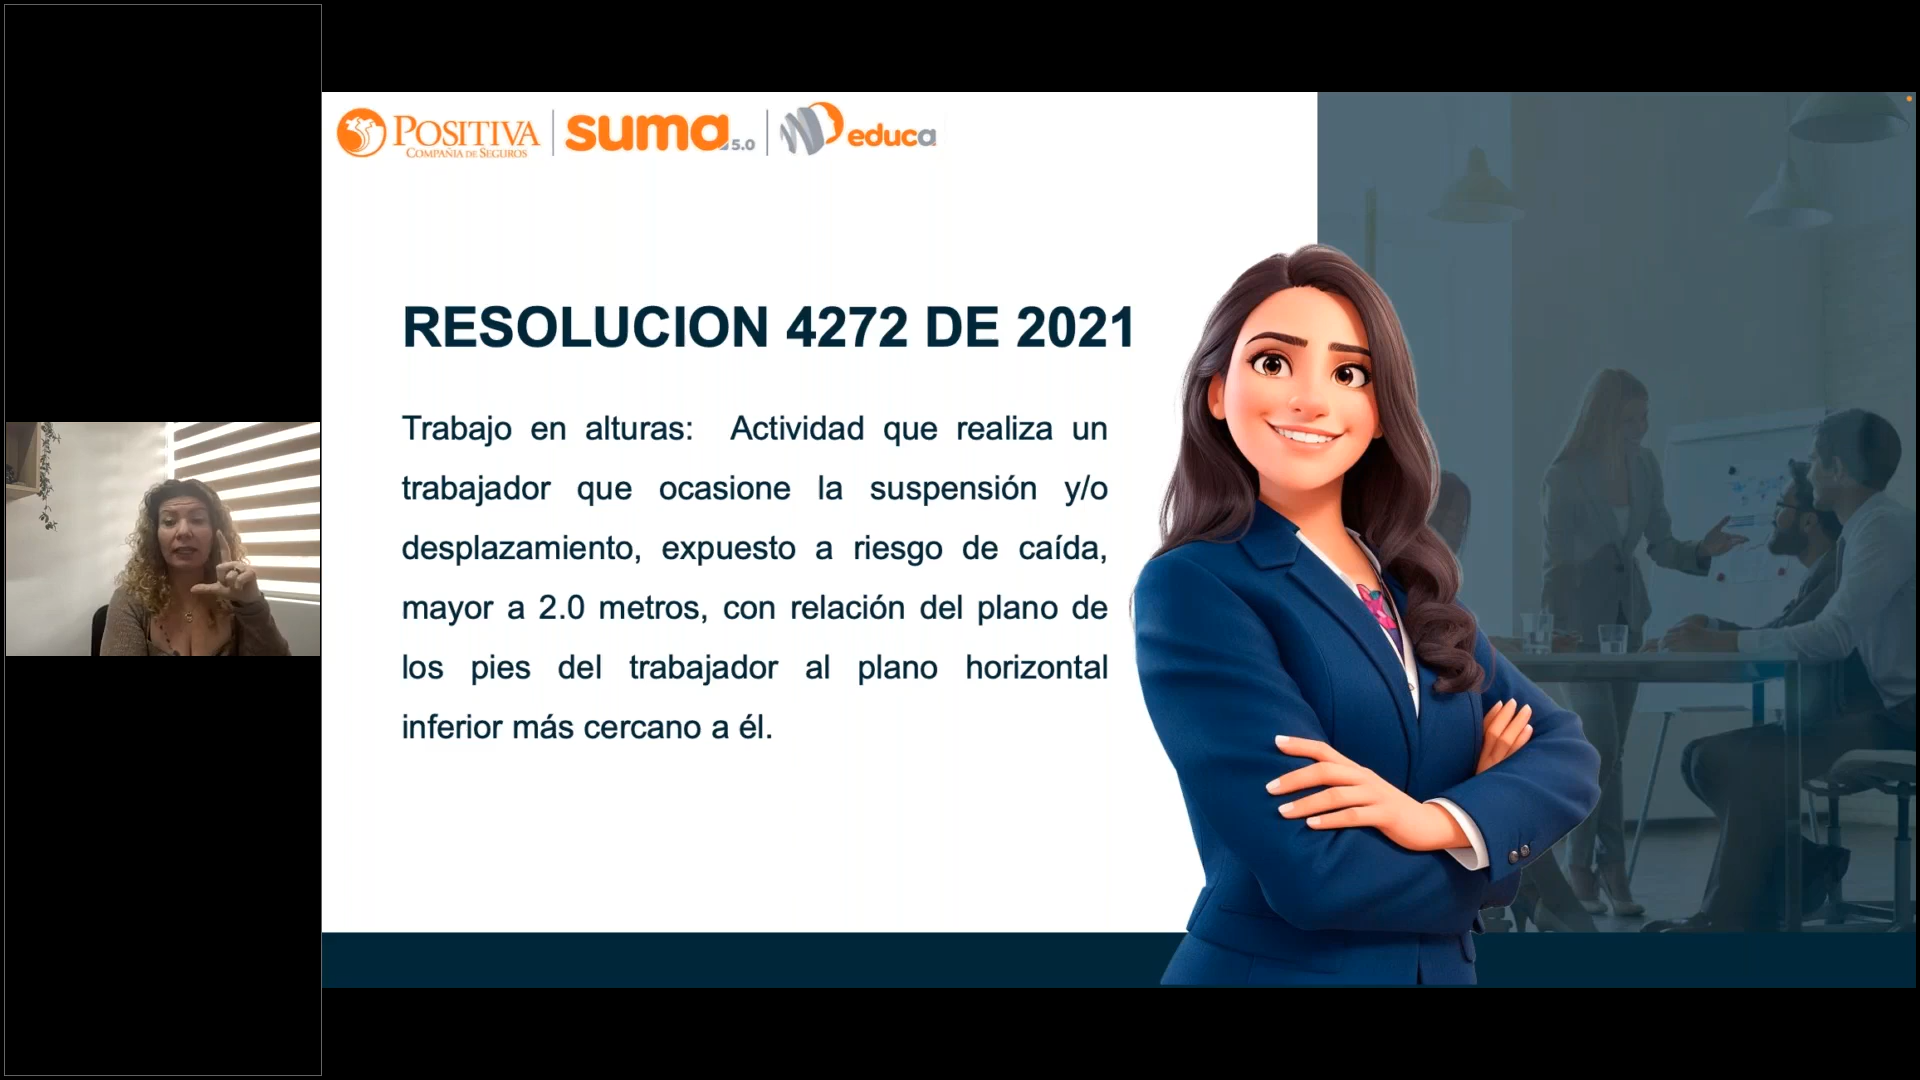 POSITIVA
COMPAÑIA DE SEGUROS
suma 5.0
educa
RESOLUCION 4272 DE 2021
Trabajo en alturas: Actividad que realiza un
trabajador que ocasione la suspensión y/o
desplazamiento, expuesto a riesgo de caída,
mayor a 2.0 metros, con relación del plano de
los pies del trabajador al plano horizontal
inferior más cercano a él.